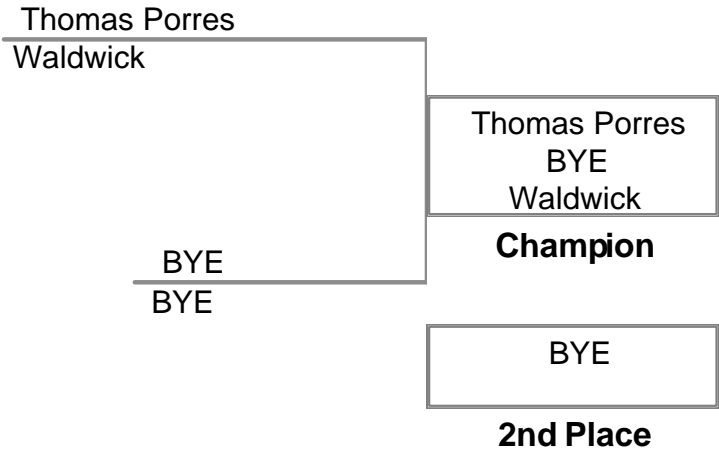 Thomas Porres
Waldwick
Thomas Porres
BYE
Waldwick
Champion
BYE
BYE
BYE
2nd Place